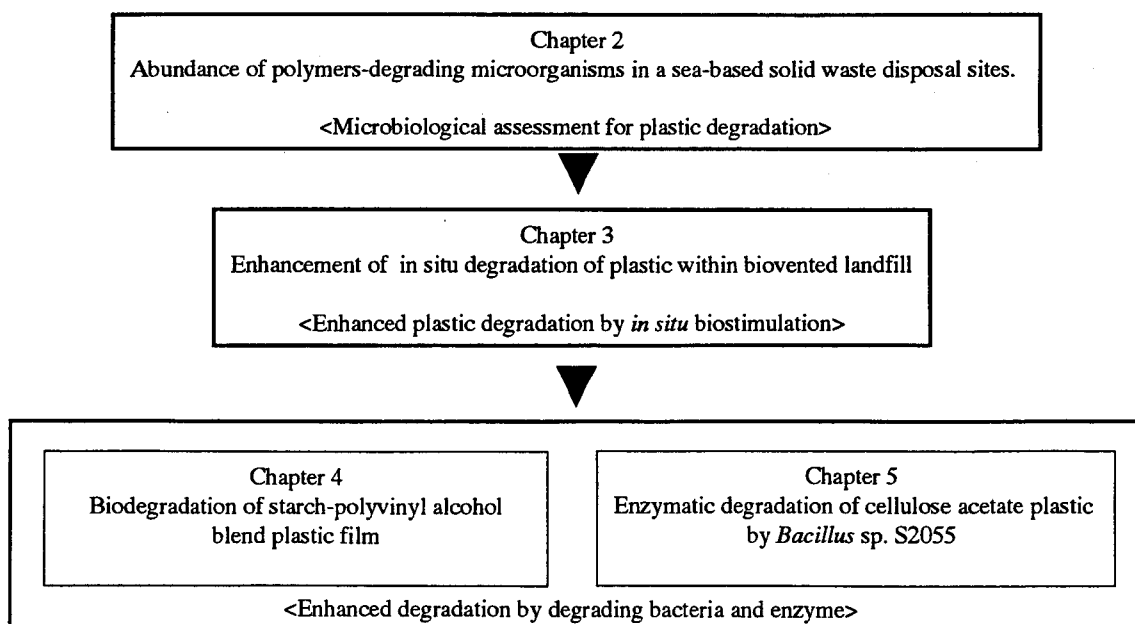 Chapter 2
Abundance of polymers-degrading microorganisms in a sea-based solid waste disposal sites.
<Microbiological assessment for plastic degradation>
Chapter 3
Enhancement of in situ degradation of plastic within biovented landfill
<Enhanced plastic degradation by in situ biostimulation>
Chapter 4
Biodegradation of starch-polyvinyl alcohol
blend plastic film
Chapter 5
Enzymatic degradation of cellulose acetate plastic
by Bacillus sp. S2055
<Enhanced degradation by degrading bacteria and enzyme>